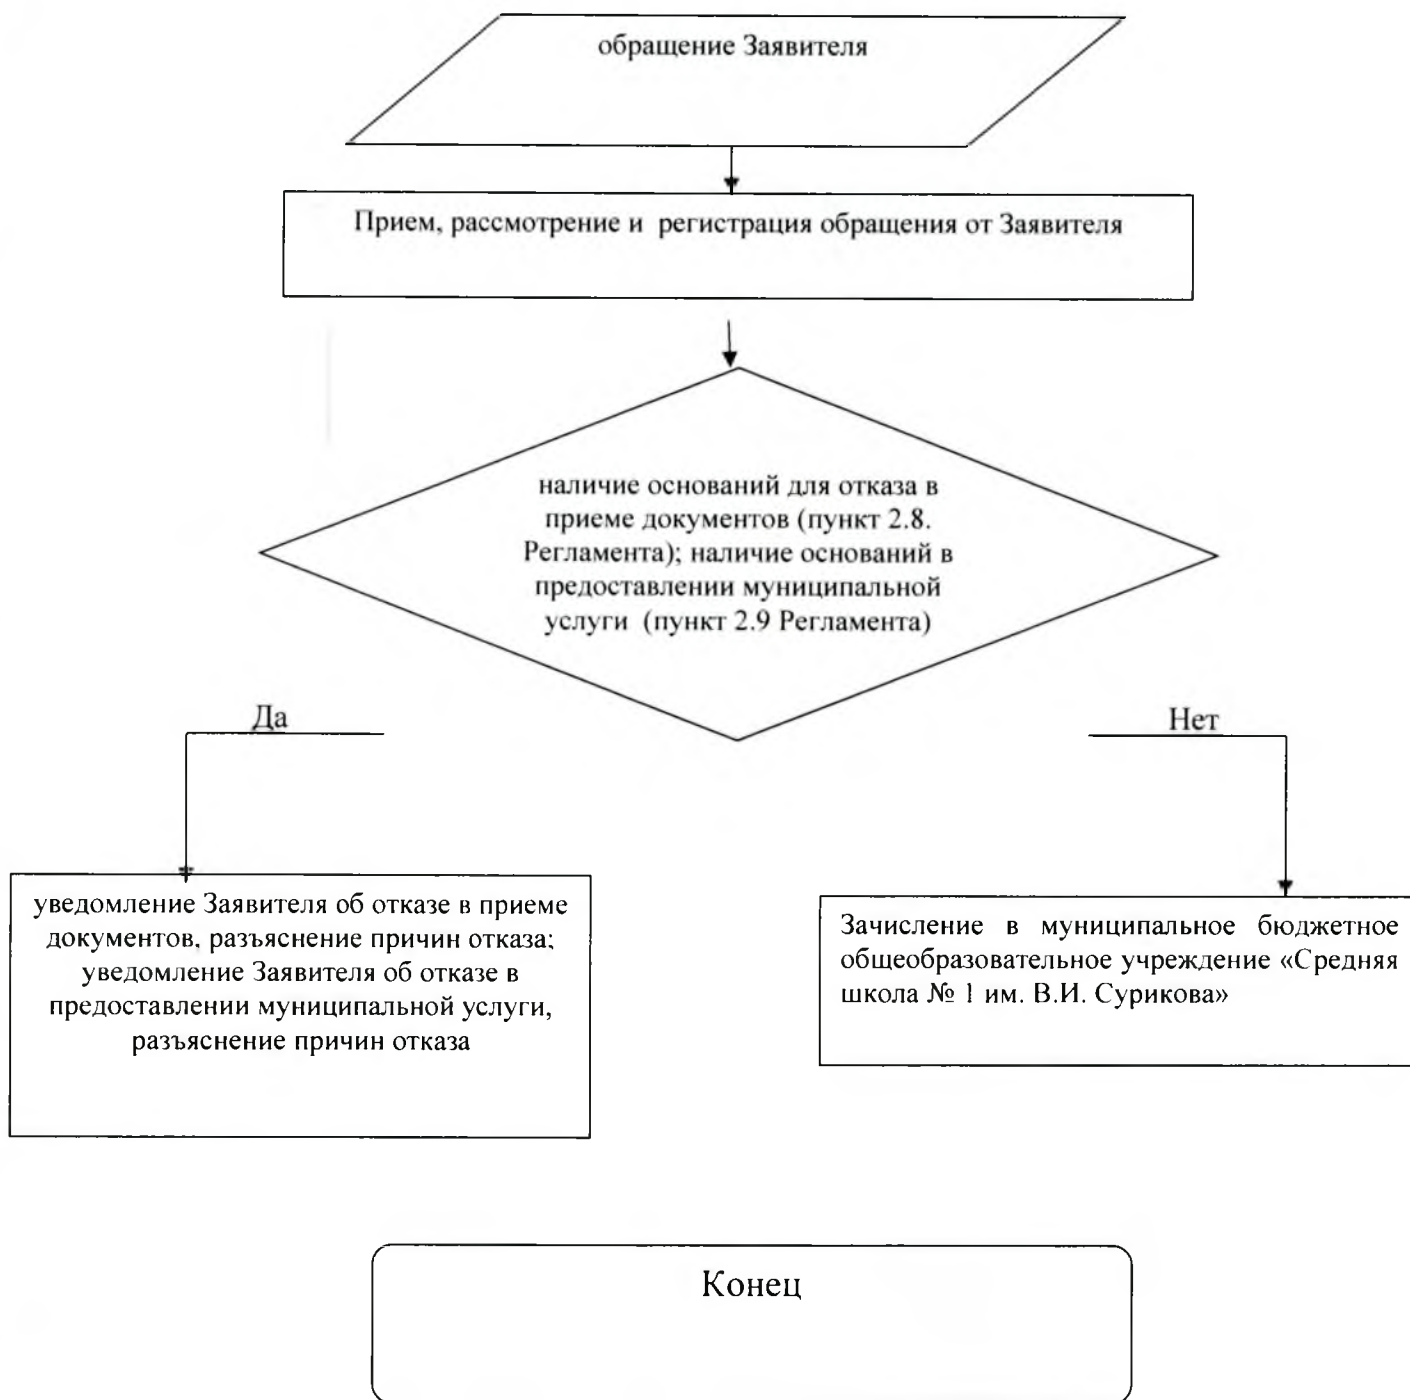 обращение Заявителя
Прием, рассмотрение и регистрация обращения от Заявителя
наличие оснований для отказа в
приеме документов (пункт 2.8.
Регламента); наличие оснований в
предоставлении муниципальной
услуги (пункт 2.9 Регламента)
Да
Нет
уведомление Заявителя об отказе в приеме
документов, разъяснение причин отказа;
уведомление Заявителя об отказе в
предоставлении муниципальной услуги,
разъяснение причин отказа
Зачисление в муниципальное бюджетное
общеобразовательное учреждение «Средняя
школа № 1 им. В.И. Сурикова»
Конец